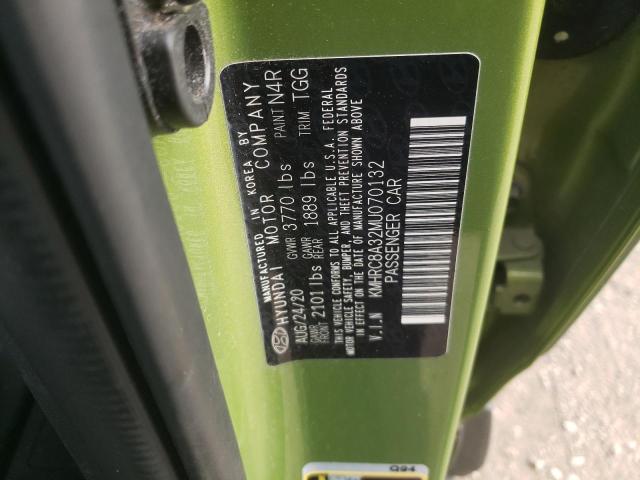 MANUFACTURED IN KOREA BY
HYUNDAI MOTOR COMPANY
AUG/24/20 GVWR 3770 lbs PAINT N4R
GAWR FRONT 2101 lbs GAWR REAR 1889 lbs TRIM TGG
THIS VEHICLE CONFORMS TO ALL APPLICABLE U.S.A. FEDERAL
MOTOR VEHICLE SAFETY, BUMPER, AND THEFT PREVENTION STANDARDS
IN EFFECT ON THE DATE OF MANUFACTURE SHOWN ABOVE
V.I.N KMHRC8A32MU070132
PASSENGER CAR
Q94